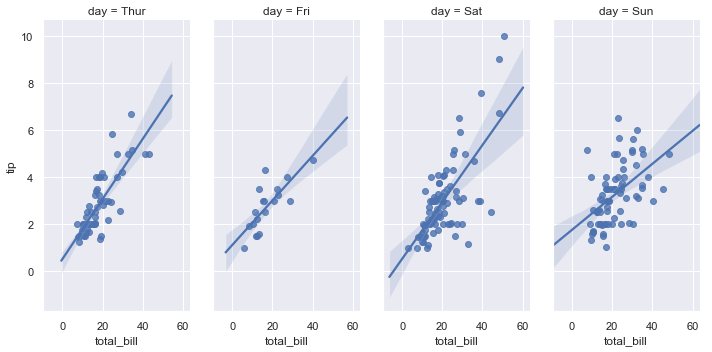 day = Thur
day = Fri
day = Sat
day = Sun
tip
10
8
6
4
2
0
0 20 40 60
0 20 40 60
0 20 40 60
0 20 40 60
total_bill
total_bill
total_bill
total_bill